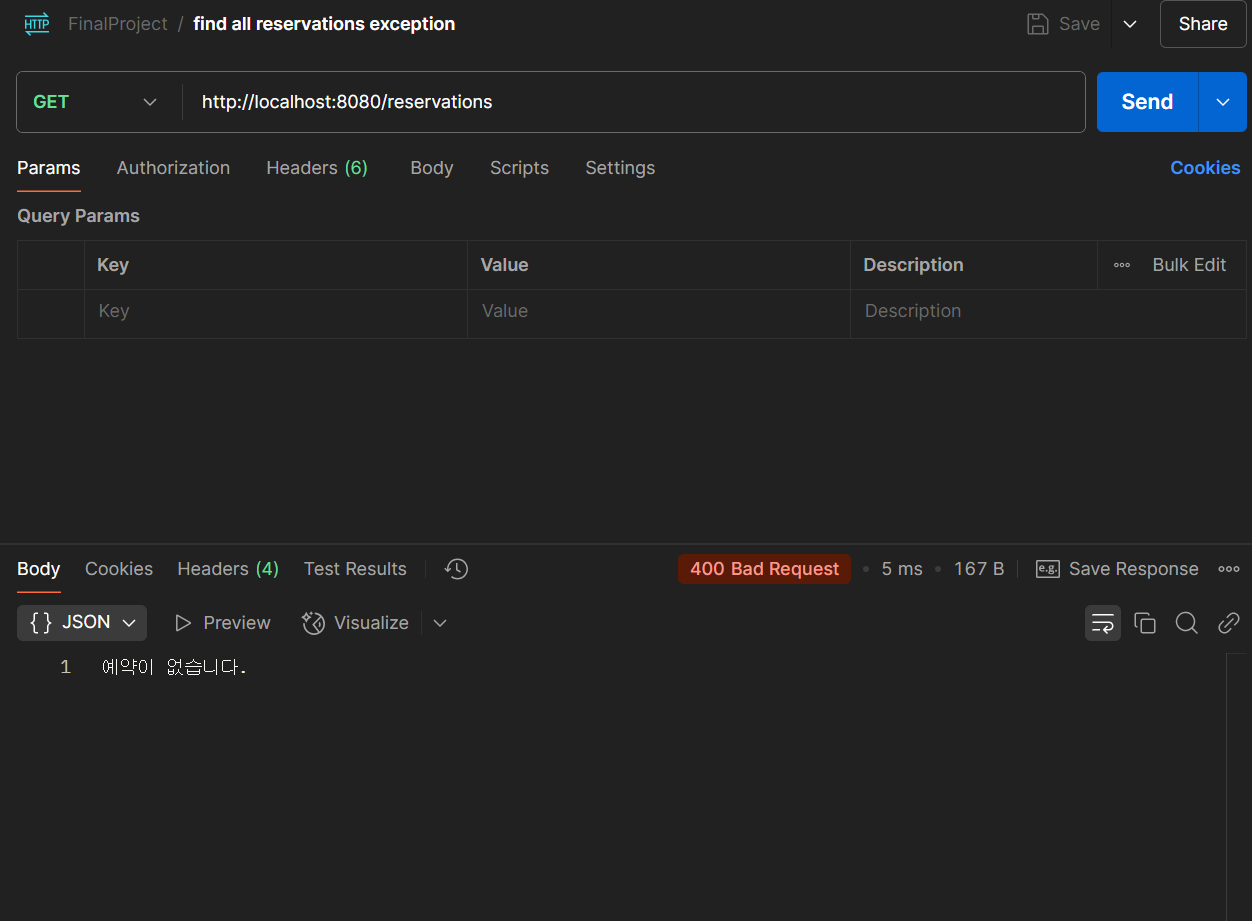 HTTP FinalProject / find all reservations exception Save Share
GET http://localhost:8080/reservations Send
Params Authorization Headers (6) Body Scripts Settings Cookies
Query Params
Key Value Description Bulk Edit
Key Value Description
Body Cookies Headers (4) Test Results 400 Bad Request • 5 ms • 167 B e.g. Save Response
{} JSON Preview Visualize
1 예약이 없습니다.